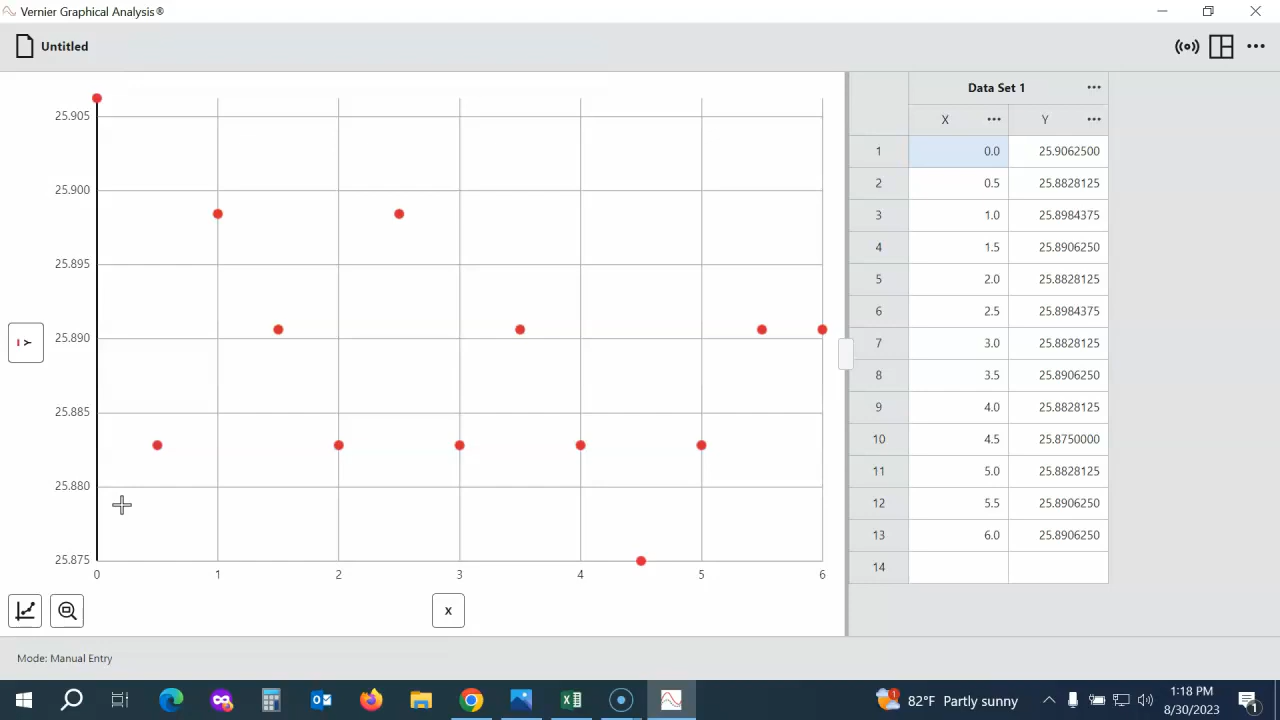 Vernier Graphical Analysis®
Untitled
25.905
25.900
25.895
25.890
25.885
25.880
25.875
Y
0 1 2 3 4 5 6
X
Data Set 1
X Y
1 0.0 25.9062500
2 0.5 25.8828125
3 1.0 25.8984375
4 1.5 25.8906250
5 2.0 25.8828125
6 2.5 25.8984375
7 3.0 25.8828125
8 3.5 25.8906250
9 4.0 25.8828125
10 4.5 25.8750000
11 5.0 25.8828125
12 5.5 25.8906250
13 6.0 25.8906250
14
Mode: Manual Entry
1 82°F Partly sunny
1:18 PM
8/30/2023
1